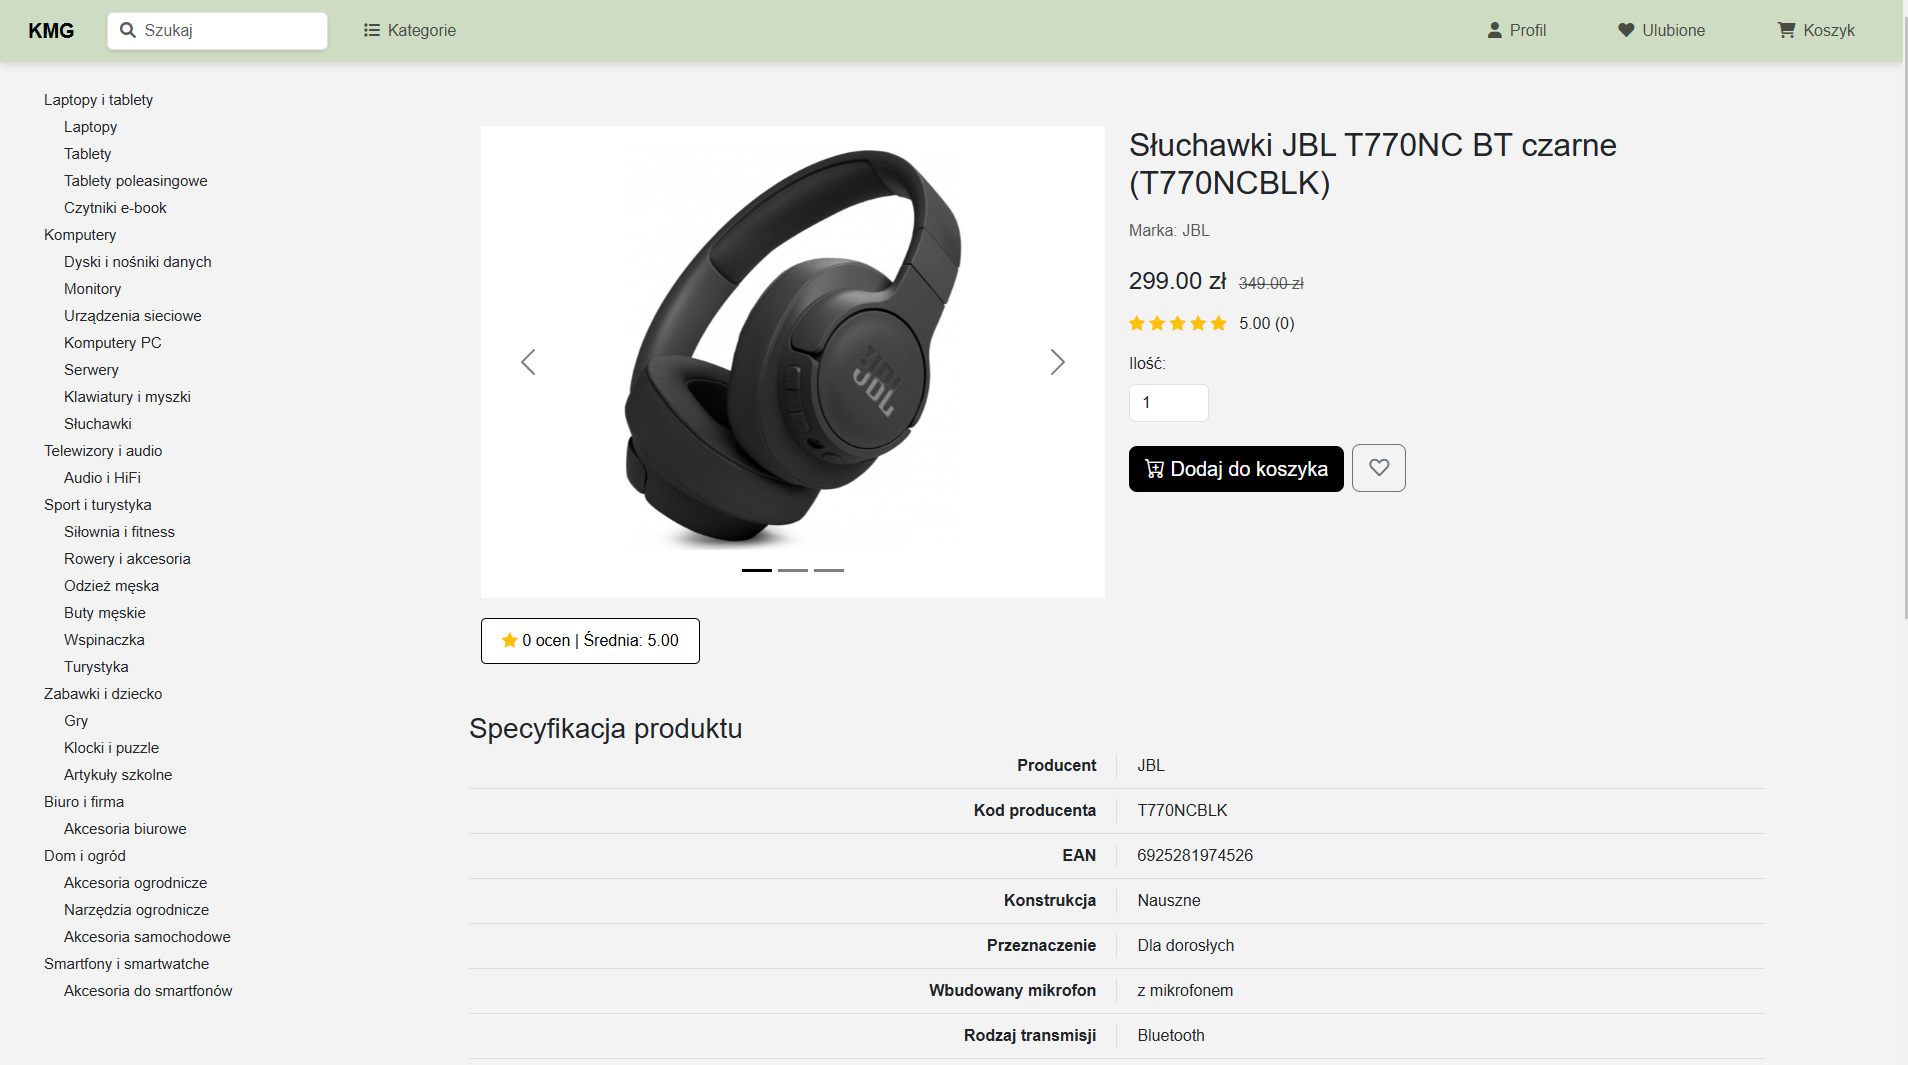 KMG
Szukaj
Kategorie
Profil
Ulubione
Koszyk
Laptopy i tablety
Laptopy
Tablety
Tablety poleasingowe
Czytniki e-book
Komputery
Dyski i nośniki danych
Monitory
Urządzenia sieciowe
Komputery PC
Serwery
Klawiatury i myszki
Słuchawki
Telewizory i audio
Audio i HiFi
Sport i turystyka
Siłownia i fitness
Rowery i akcesoria
Odzież męska
Buty męskie
Wspinaczka
Turystyka
Zabawki i dziecko
Gry
Klocki i puzzle
Artykuły szkolne
Biuro i firma
Akcesoria biurowe
Dom i ogród
Akcesoria ogrodnicze
Narzędzia ogrodnicze
Akcesoria samochodowe
Smartfony i smartwatche
Akcesoria do smartfonów
JBL
Słuchawki JBL T770NC BT czarne
(T770NCBLK)
Marka: JBL
299.00 zł 349.00 zł
5.00 (0)
Ilość:
1
Dodaj do koszyka
0 ocen | Średnia: 5.00
Specyfikacja produktu
Producent JBL
Kod producenta T770NCBLK
EAN 6925281974526
Konstrukcja Nauszne
Przeznaczenie Dla dorosłych
Wbudowany mikrofon z mikrofonem
Rodzaj transmisji Bluetooth